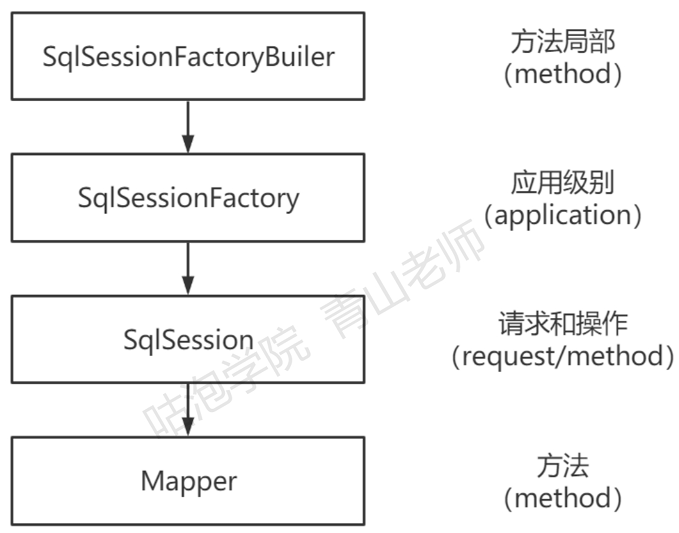 SqlSessionFactoryBuiler
方法局部
(method)
SqlSessionFactory
应用级别
(application)
SqlSession
请求和操作
(request/method)
Mapper
方法
(method)
咕泡学院 青山老师